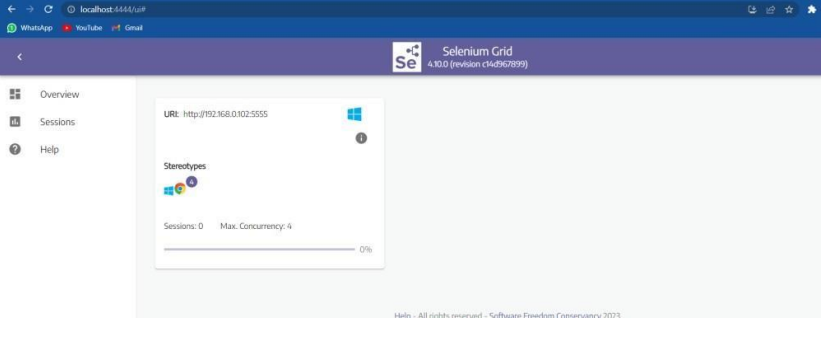 localhost:4444/ui#
WhatsApp YouTube Gmail
Se Selenium Grid
4.10.0 (revision c14d967899)
Overview
Sessions
Help
URI: http://192.168.0.102:5555
Stereotypes
4
Sessions: 0 Max. Concurrency: 4
0%
Help - All rights reserved - Software Freedom Conservancy 2023.